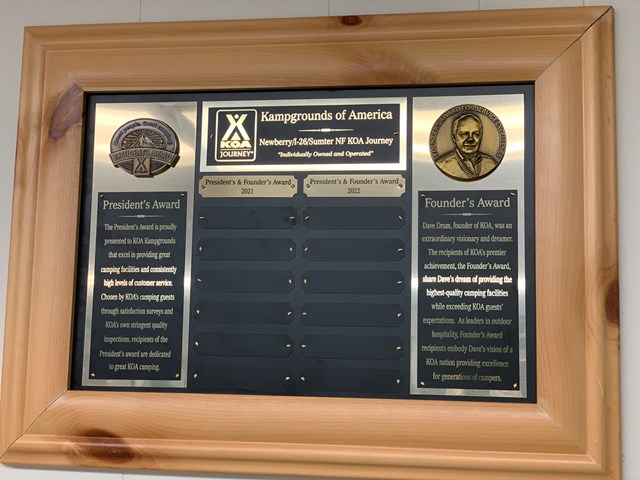 KOA
JOURNEY
Kampgrounds of America
Newberry/I-26/Sumter NF KOA Journey
"Individually Owned and Operated"
President's & Founder's Award
2021
President's & Founder's Award
2022
President's Award
The President's Award is proudly
presented to KOA Kampgrounds
that excel in providing great
camping facilities and consistently
high levels of customer service.
Chosen by KOA's camping guests
through satisfaction surveys and
KOA's own stringent quality
inspections, recipients of the
President's award are dedicated
to great KOA camping.
Founder's Award
Dave Drum, founder of KOA, was an
extraordinary visionary and dreamer.
The recipients of KOA's premier
achievement, the Founder's Award,
share Dave's dream of providing the
highest-quality camping facilities
while exceeding KOA guests'
expectations. As leaders in outdoor
hospitality, Founder's Award
recipients embody Dave's vision of a
KOA nation providing excellence
for generations of campers.